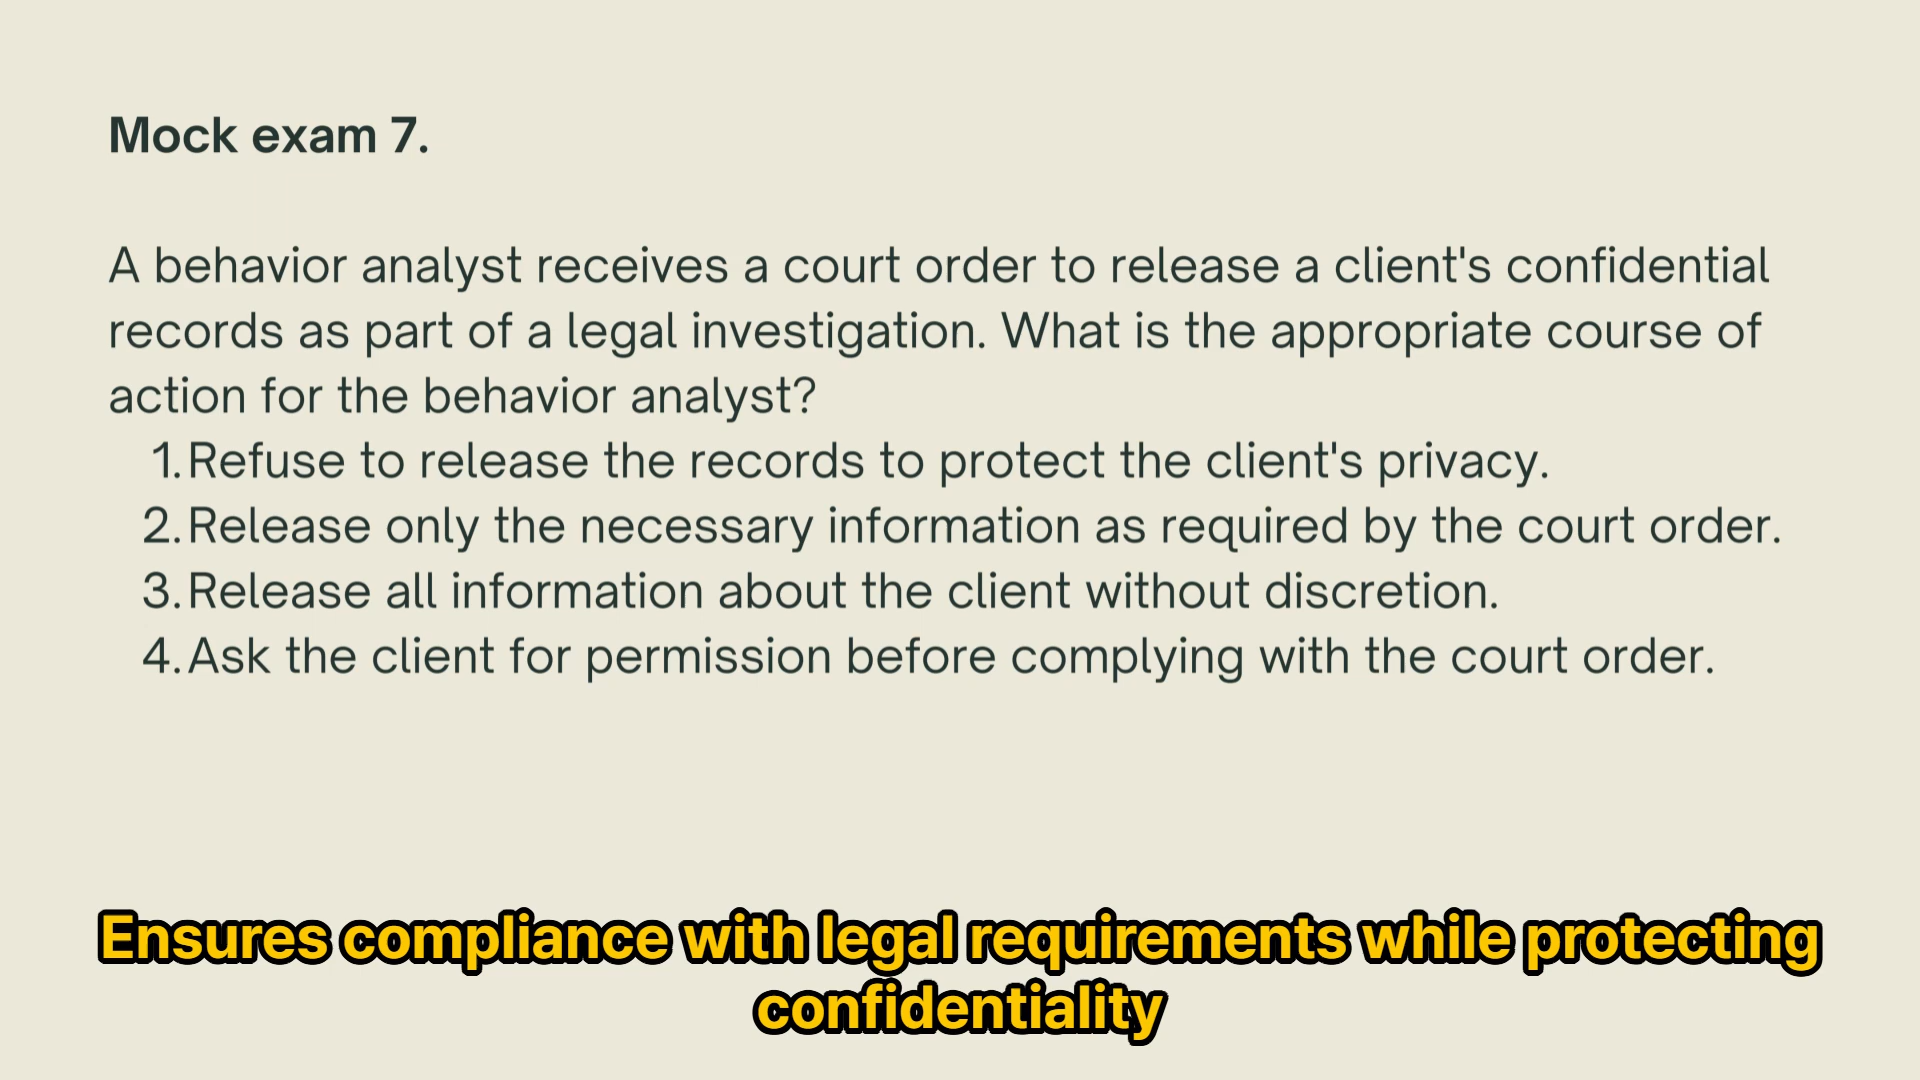 Mock exam 7.
A behavior analyst receives a court order to release a client's confidential
records as part of a legal investigation. What is the appropriate course of
action for the behavior analyst?
1. Refuse to release the records to protect the client's privacy.
2. Release only the necessary information as required by the court order.
3. Release all information about the client without discretion.
4. Ask the client for permission before complying with the court order.
Ensures compliance with legal requirements while protecting
confidentiality